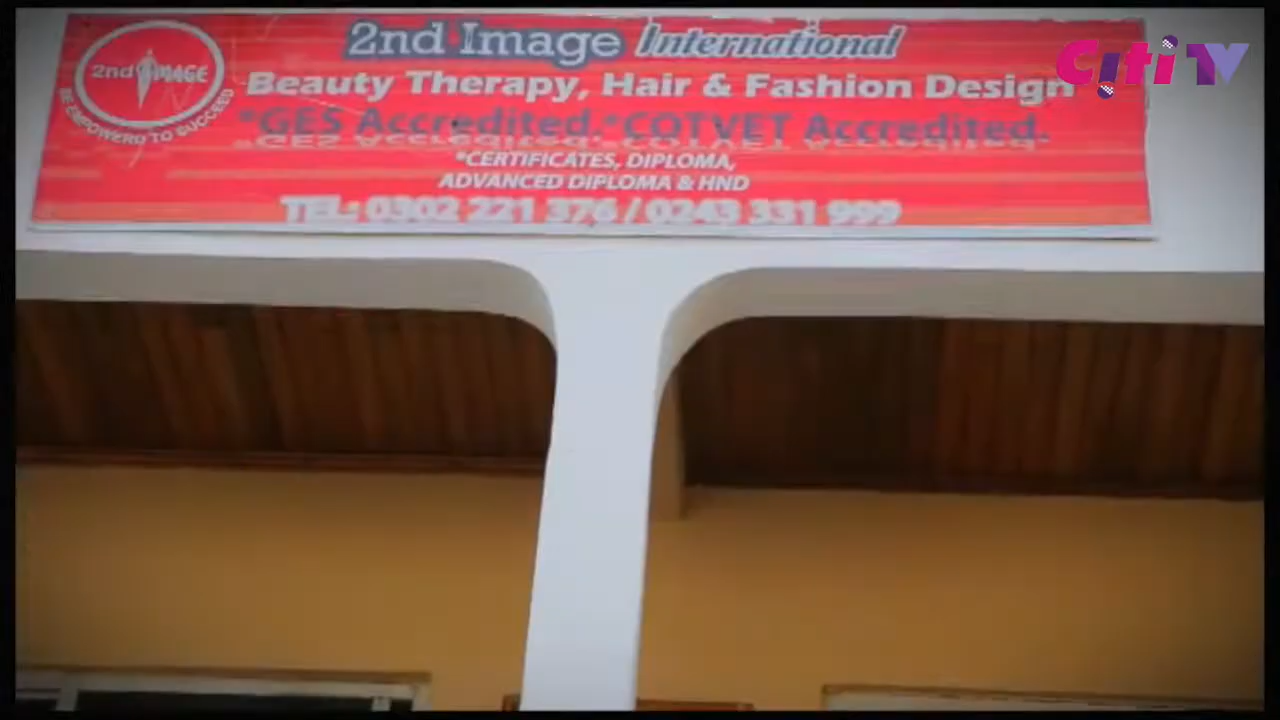 2nd Image International
Beauty Therapy, Hair & Fashion Design
*GES Accredited.*COTVET Accredited.
*CERTIFICATES, DIPLOMA,
ADVANCED DIPLOMA & HND
TEL: 0302 221 376 / 0243 331 999
2nd IMAGE
BE EMPOWERD TO SUCCEED
Citi TV